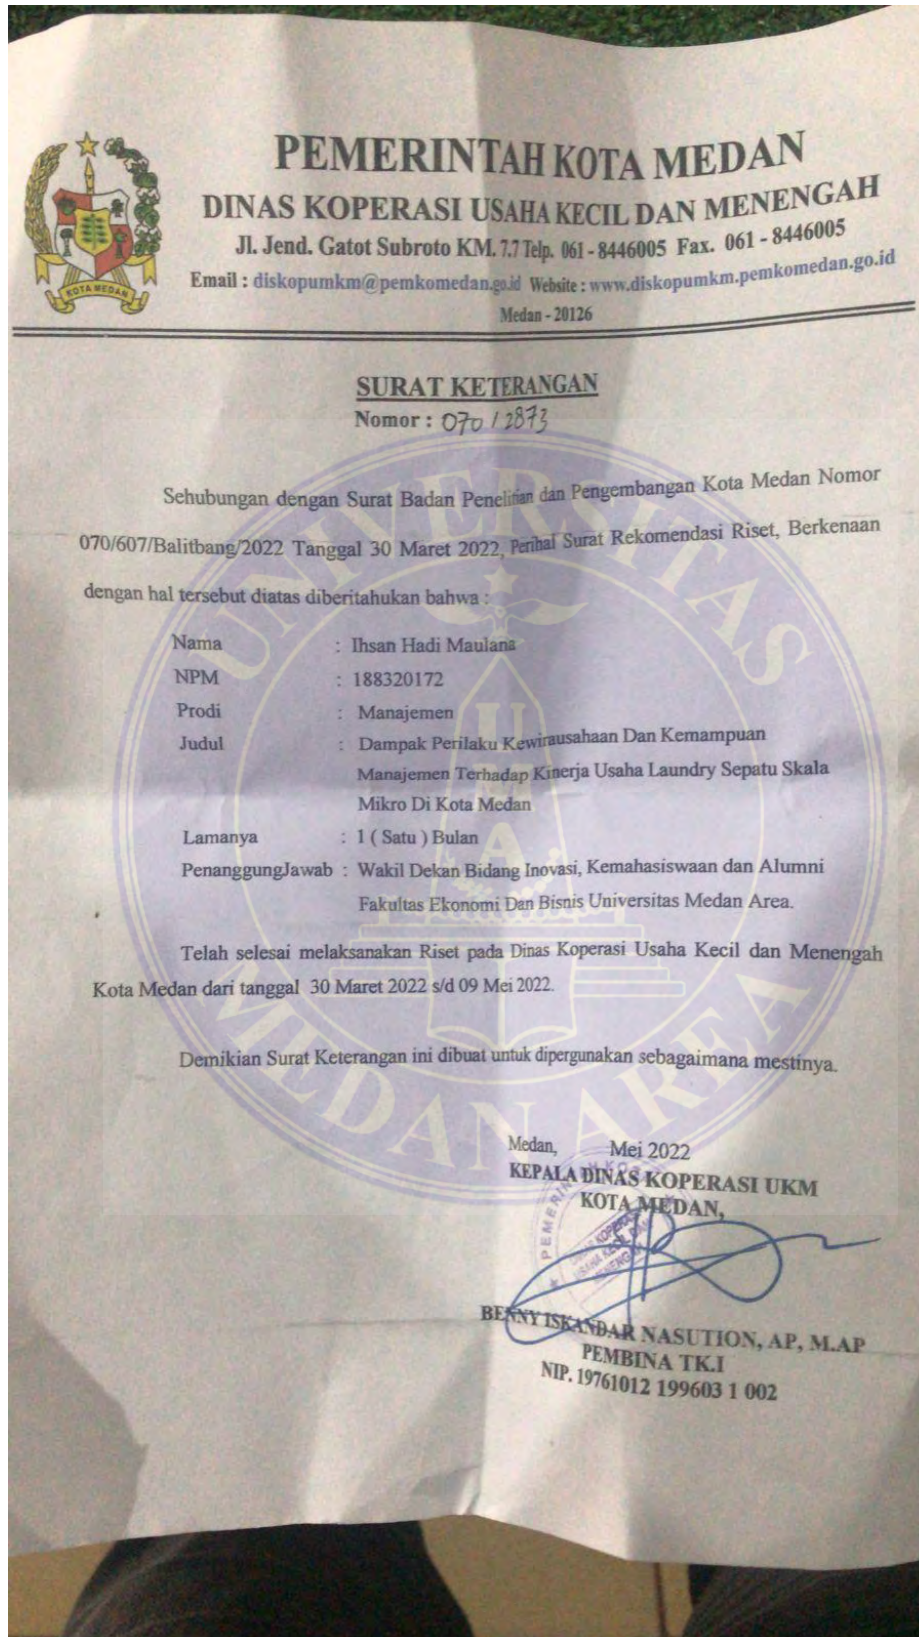 PEMERINTAH KOTA MEDAN
DINAS KOPERASI USAHA KECIL DAN MENENGAH
Jl. Jend. Gatot Subroto KM. 7.7 Telp. 061 - 8446005 Fax. 061 - 8446005
Email : diskopumkm@pemkomedan.go.id Website : www.diskopumkm.pemkomedan.go.id
Medan - 20126
KOTA MEDAN
SURAT KETERANGAN
Nomor : 070 / 2873
Sehubungan dengan Surat Badan Penelitian dan Pengembangan Kota Medan Nomor
070/607/Balitbang/2022 Tanggal 30 Maret 2022, Perihal Surat Rekomendasi Riset, Berkenaan
dengan hal tersebut diatas diberitahukan bahwa :
Nama : Ihsan Hadi Maulana
NPM : 188320172
Prodi : Manajemen
Judul : Dampak Perilaku Kewirausahaan Dan Kemampuan
Manajemen Terhadap Kinerja Usaha Laundry Sepatu Skala
Mikro Di Kota Medan
Lamanya : 1 ( Satu ) Bulan
PenanggungJawab : Wakil Dekan Bidang Inovasi, Kemahasiswaan dan Alumni
Fakultas Ekonomi Dan Bisnis Universitas Medan Area.
Telah selesai melaksanakan Riset pada Dinas Koperasi Usaha Kecil dan Menengah
Kota Medan dari tanggal 30 Maret 2022 s/d 09 Mei 2022.
Demikian Surat Keterangan ini dibuat untuk dipergunakan sebagaimana mestinya.
Medan, Mei 2022
KEPALA DINAS KOPERASI UKM
KOTA MEDAN,
BENNY ISKANDAR NASUTION, AP, M.AP
PEMBINA TK.I
NIP. 19761012 199603 1 002
UNIVERSITAS
MEDAN AREA
UMA